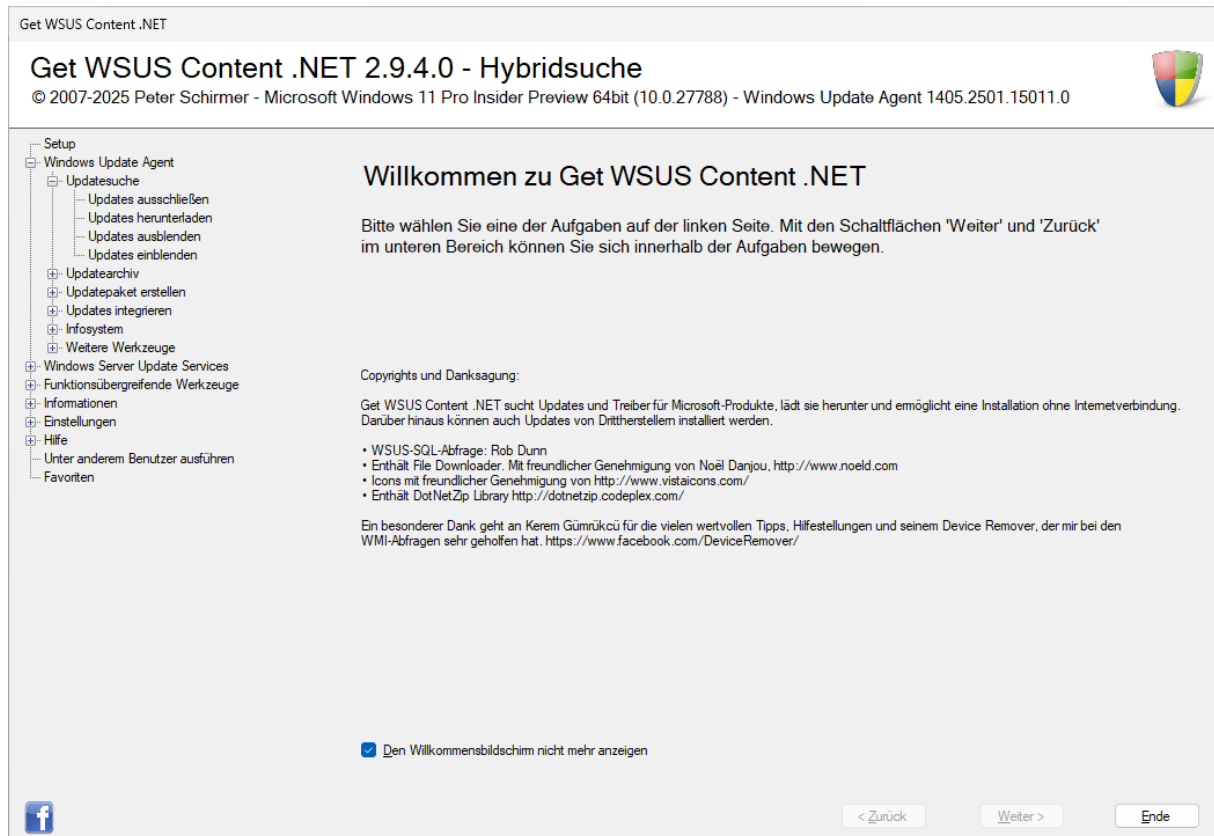 Get WSUS Content .NET
Get WSUS Content .NET 2.9.4.0 - Hybridsuche
© 2007-2025 Peter Schirmer - Microsoft Windows 11 Pro Insider Preview 64bit (10.0.27788) - Windows Update Agent 1405.2501.15011.0
Setup
Windows Update Agent
Updatesuche
Updates ausschließen
Updates herunterladen
Updates ausblenden
Updates einblenden
Updatearchiv
Updatepaket erstellen
Updates integrieren
Infosystem
Weitere Werkzeuge
Windows Server Update Services
Funktionsübergreifende Werkzeuge
Informationen
Einstellungen
Hilfe
Unter anderem Benutzer ausführen
Favoriten
Willkommen zu Get WSUS Content .NET
Bitte wählen Sie eine der Aufgaben auf der linken Seite. Mit den Schaltflächen 'Weiter' und 'Zurück'
im unteren Bereich können Sie sich innerhalb der Aufgaben bewegen.
Copyrights und Danksagung:
Get WSUS Content .NET sucht Updates und Treiber für Microsoft-Produkte, lädt sie herunter und ermöglicht eine Installation ohne Internetverbindung.
Darüber hinaus können auch Updates von Drittherstellern installiert werden.
• WSUS-SQL-Abfrage: Rob Dunn
• Enthält File Downloader. Mit freundlicher Genehmigung von Noël Danjou, http://www.noeld.com
• Icons mit freundlicher Genehmigung von http://www.vistaicons.com/
• Enthält DotNetZip Library http://dotnetzip.codeplex.com/
Ein besonderer Dank geht an Kerem Gümrükcü für die vielen wertvollen Tipps, Hilfestellungen und seinem Device Remover, der mir bei den
WMI-Abfragen sehr geholfen hat. https://www.facebook.com/DeviceRemover/
Den Willkommensbildschirm nicht mehr anzeigen
f
< Zurück
Weiter >
Ende